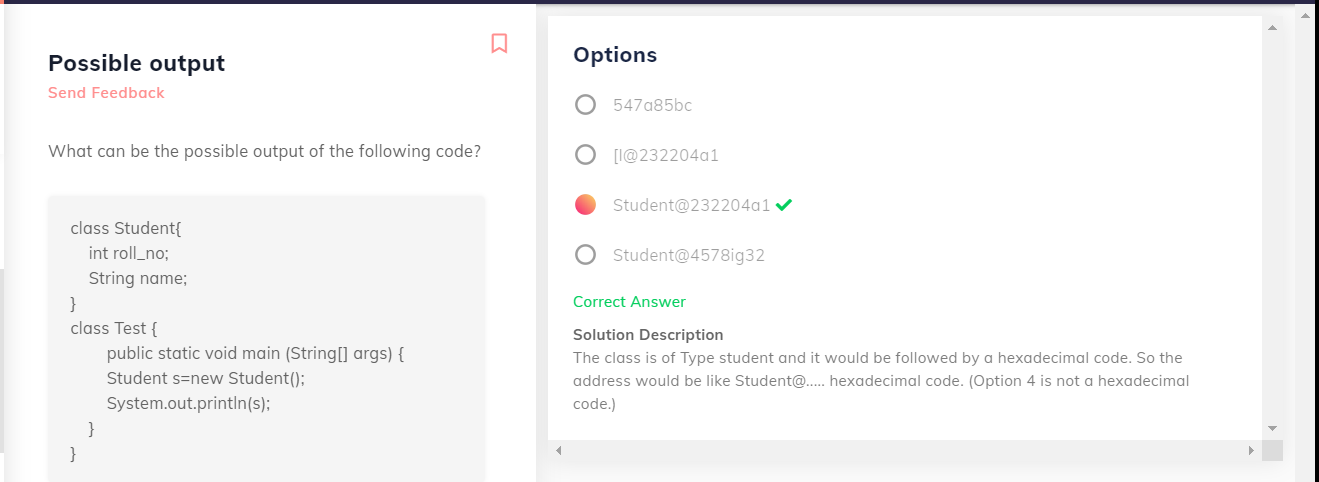 Possible output
Send Feedback
What can be the possible output of the following code?
class Student{
int roll_no;
String name;
}
class Test {
public static void main (String[] args) {
Student s=new Student();
System.out.println(s);
}
}
Options
547a85bc
[I@232204a1
Student@232204a1
Student@4578ig32
Correct Answer
Solution Description
The class is of Type student and it would be followed by a hexadecimal code. So the
address would be like Student@..... hexadecimal code. (Option 4 is not a hexadecimal
code.)